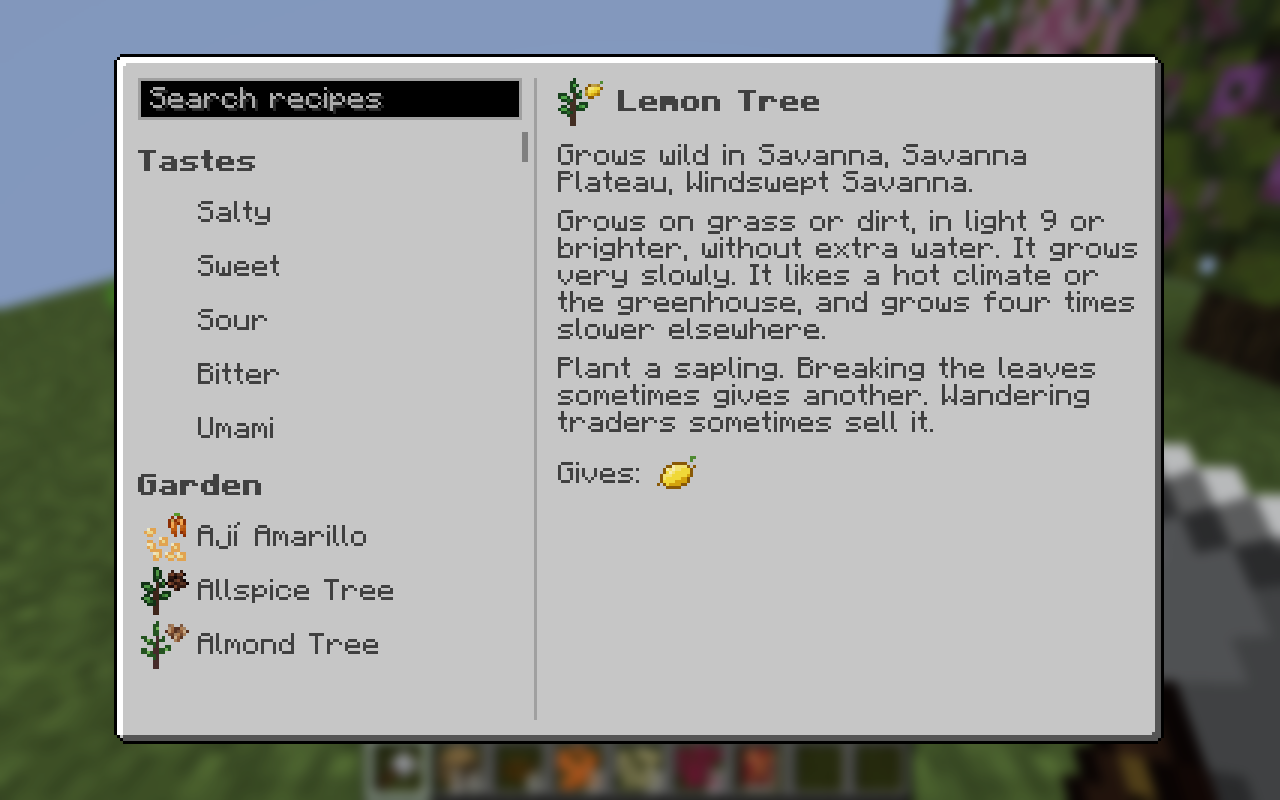 Search recipes
Tastes
Salty
Sweet
Sour
Bitter
Umami
Garden
Ají Amarillo
Allspice Tree
Almond Tree
Lemon Tree
Grows wild in Savanna, Savanna
Plateau, Windswept Savanna.
Grows on grass or dirt, in light 9 or
brighter, without extra water. It grows
very slowly. It likes a hot climate or
the greenhouse, and grows four times
slower elsewhere.
Plant a sapling. Breaking the leaves
sometimes gives another. Wandering
traders sometimes sell it.
Gives: